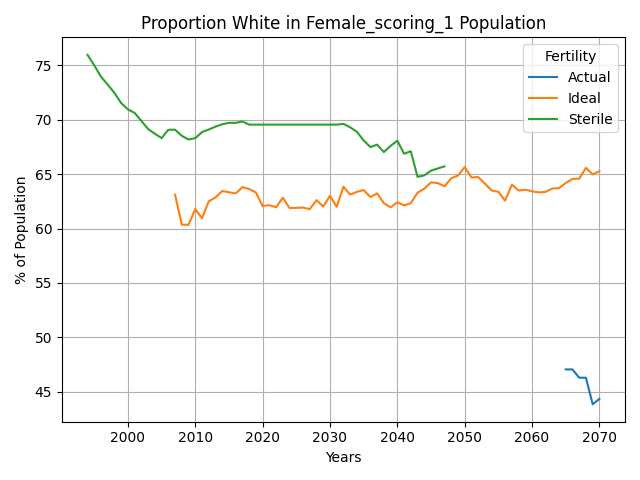 Proportion White in Female_scoring_1 Population
Fertility
Actual
Ideal
Sterile
% of Population
75
70
65
60
55
50
45
2000
2010
2020
2030
2040
2050
2060
2070
Years